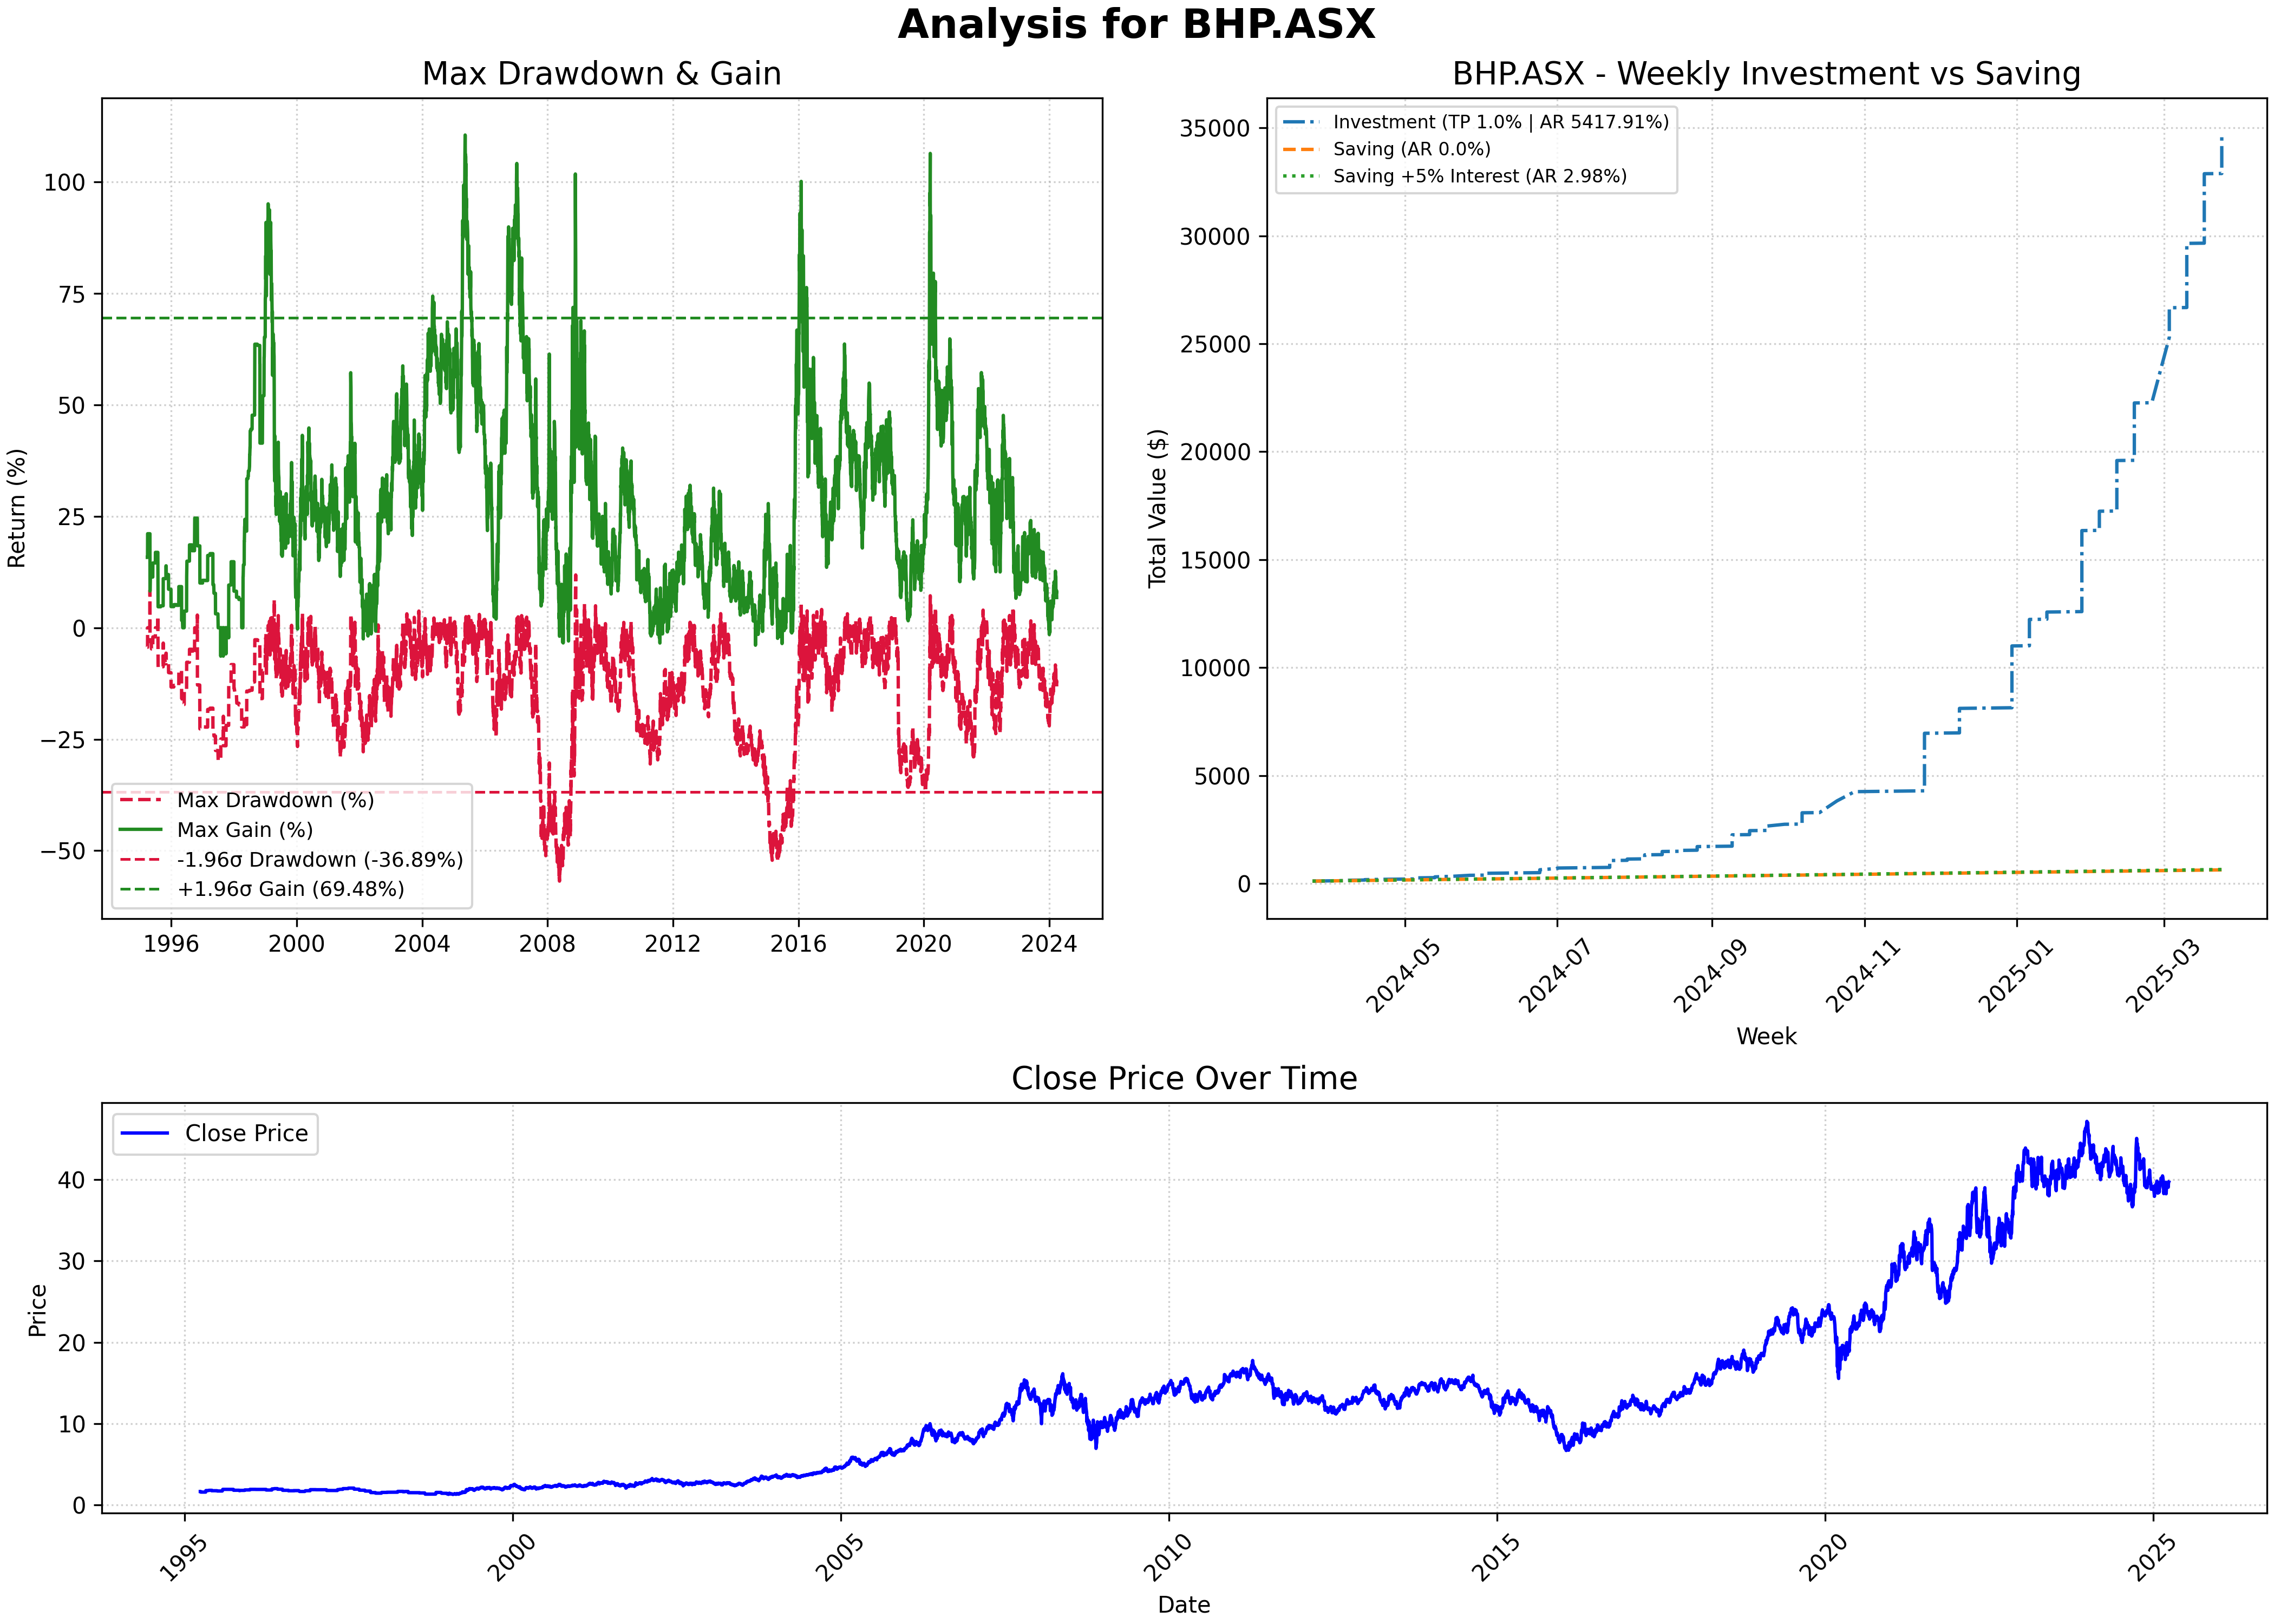 Analysis for BHP.ASX
Max Drawdown & Gain
Return (%)
100
75
50
25
0
−25
−50
Max Drawdown (%)
Max Gain (%)
-1.96σ Drawdown (-36.89%)
+1.96σ Gain (69.48%)
1996 2000 2004 2008 2012 2016 2020 2024
BHP.ASX - Weekly Investment vs Saving
Total Value ($)
35000
30000
25000
20000
15000
10000
5000
0
Investment (TP 1.0% | AR 5417.91%)
Saving (AR 0.0%)
Saving +5% Interest (AR 2.98%)
2024-05 2024-07 2024-09 2024-11 2025-01 2025-03
Week
Close Price Over Time
Close Price
Price
40
30
20
10
0
1995 2000 2005 2010 2015 2020 2025
Date